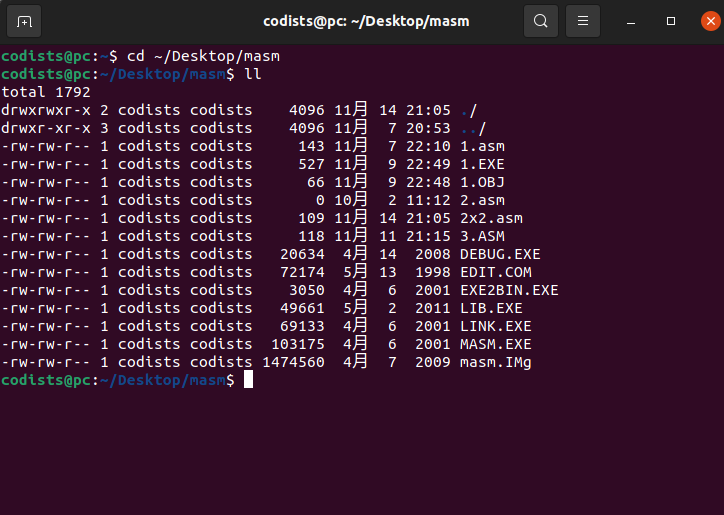 codists@pc: ~/Desktop/masm
codists@pc:~$ cd ~/Desktop/masm
codists@pc:~/Desktop/masm$ ll
total 1792
drwxrwxr-x 2 codists codists    4096 11月 14 21:05 ./
drwxr-xr-x 3 codists codists    4096 11月  7 20:53 ../
-rw-rw-r-- 1 codists codists     143 11月  7 22:10 1.asm
-rw-rw-r-- 1 codists codists     527 11月  9 22:49 1.EXE
-rw-rw-r-- 1 codists codists      66 11月  9 22:48 1.OBJ
-rw-rw-r-- 1 codists codists       0 10月  2 11:12 2.asm
-rw-rw-r-- 1 codists codists     109 11月 14 21:05 2x2.asm
-rw-rw-r-- 1 codists codists     118 11月 11 21:15 3.ASM
-rw-rw-r-- 1 codists codists   20634  4月 14  2008 DEBUG.EXE
-rw-rw-r-- 1 codists codists   72174  5月 13  1998 EDIT.COM
-rw-rw-r-- 1 codists codists    3050  4月  6  2001 EXE2BIN.EXE
-rw-rw-r-- 1 codists codists   49661  5月  2  2011 LIB.EXE
-rw-rw-r-- 1 codists codists   69133  4月  6  2001 LINK.EXE
-rw-rw-r-- 1 codists codists  103175  4月  6  2001 MASM.EXE
-rw-rw-r-- 1 codists codists 1474560  4月  7  2009 masm.IMg
codists@pc:~/Desktop/masm$